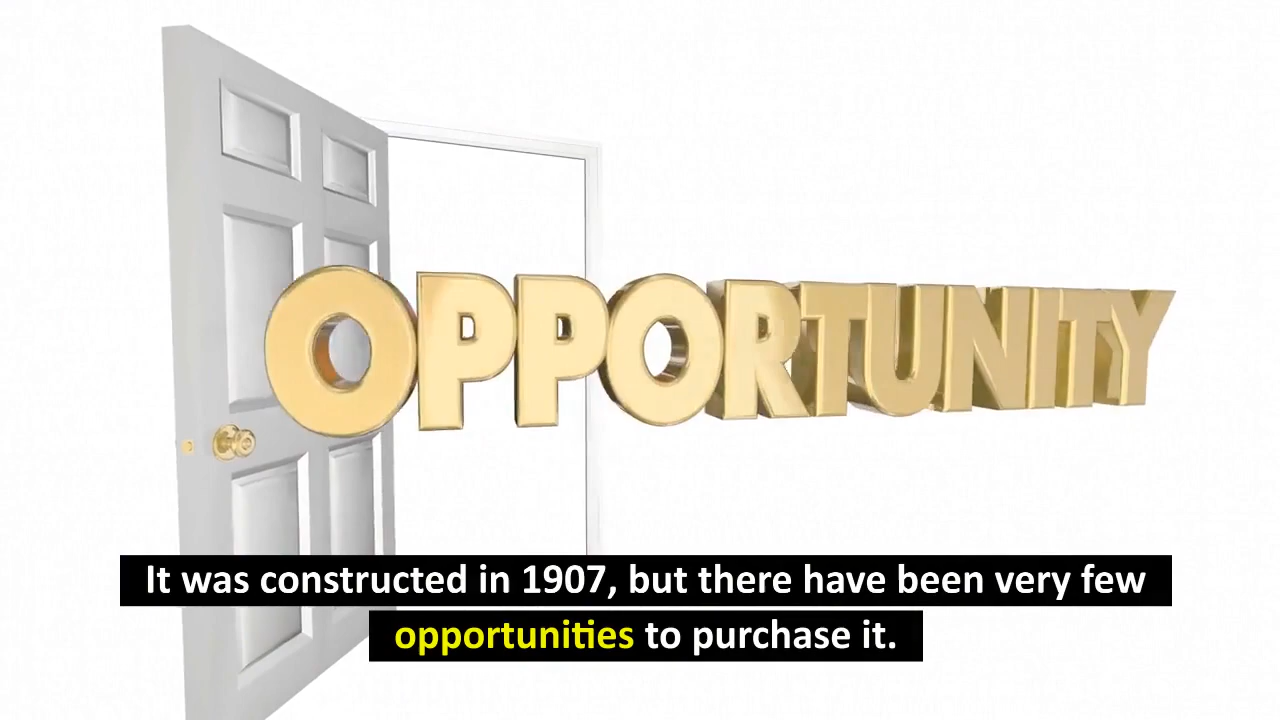 OPPORTUNITY
It was constructed in 1907, but there have been very few
opportunities to purchase it.